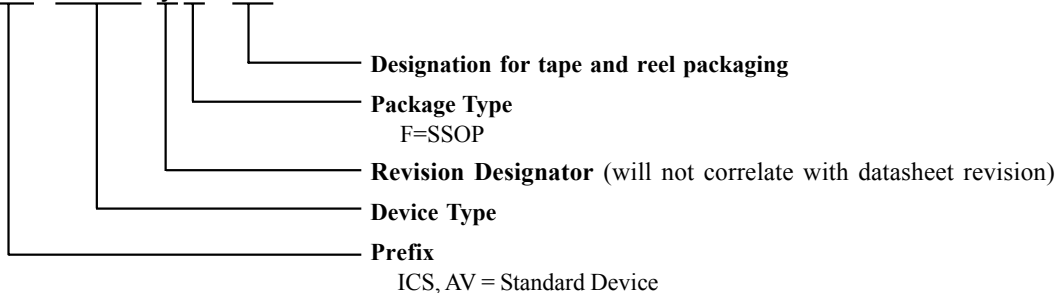 Designation for tape and reel packaging
Package Type
F=SSOP
Revision Designator (will not correlate with datasheet revision)
Device Type
Prefix
ICS, AV = Standard Device